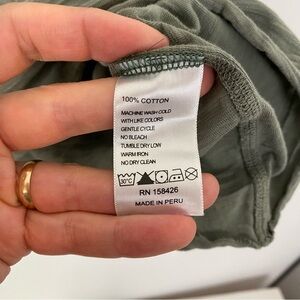 100% COTTON
MACHINE WASH COLD
WITH LIKE COLORS
GENTLE CYCLE
NO BLEACH
TUMBLE DRY LOW
WARM IRON
NO DRY CLEAN
30°C
RN 158426
MADE IN PERU